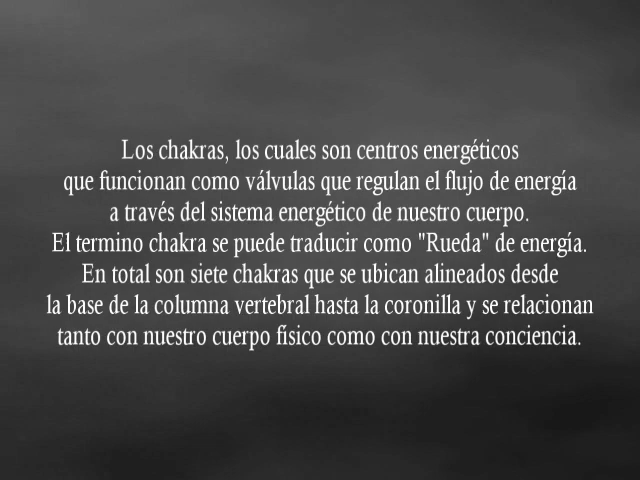 Los chakras, los cuales son centros energéticos
que funcionan como válvulas que regulan el flujo de energía
a través del sistema energético de nuestro cuerpo.
El termino chakra se puede traducir como "Rueda" de energía.
En total son siete chakras que se ubican alineados desde
la base de la columna vertebral hasta la coronilla y se relacionan
tanto con nuestro cuerpo físico como con nuestra conciencia.